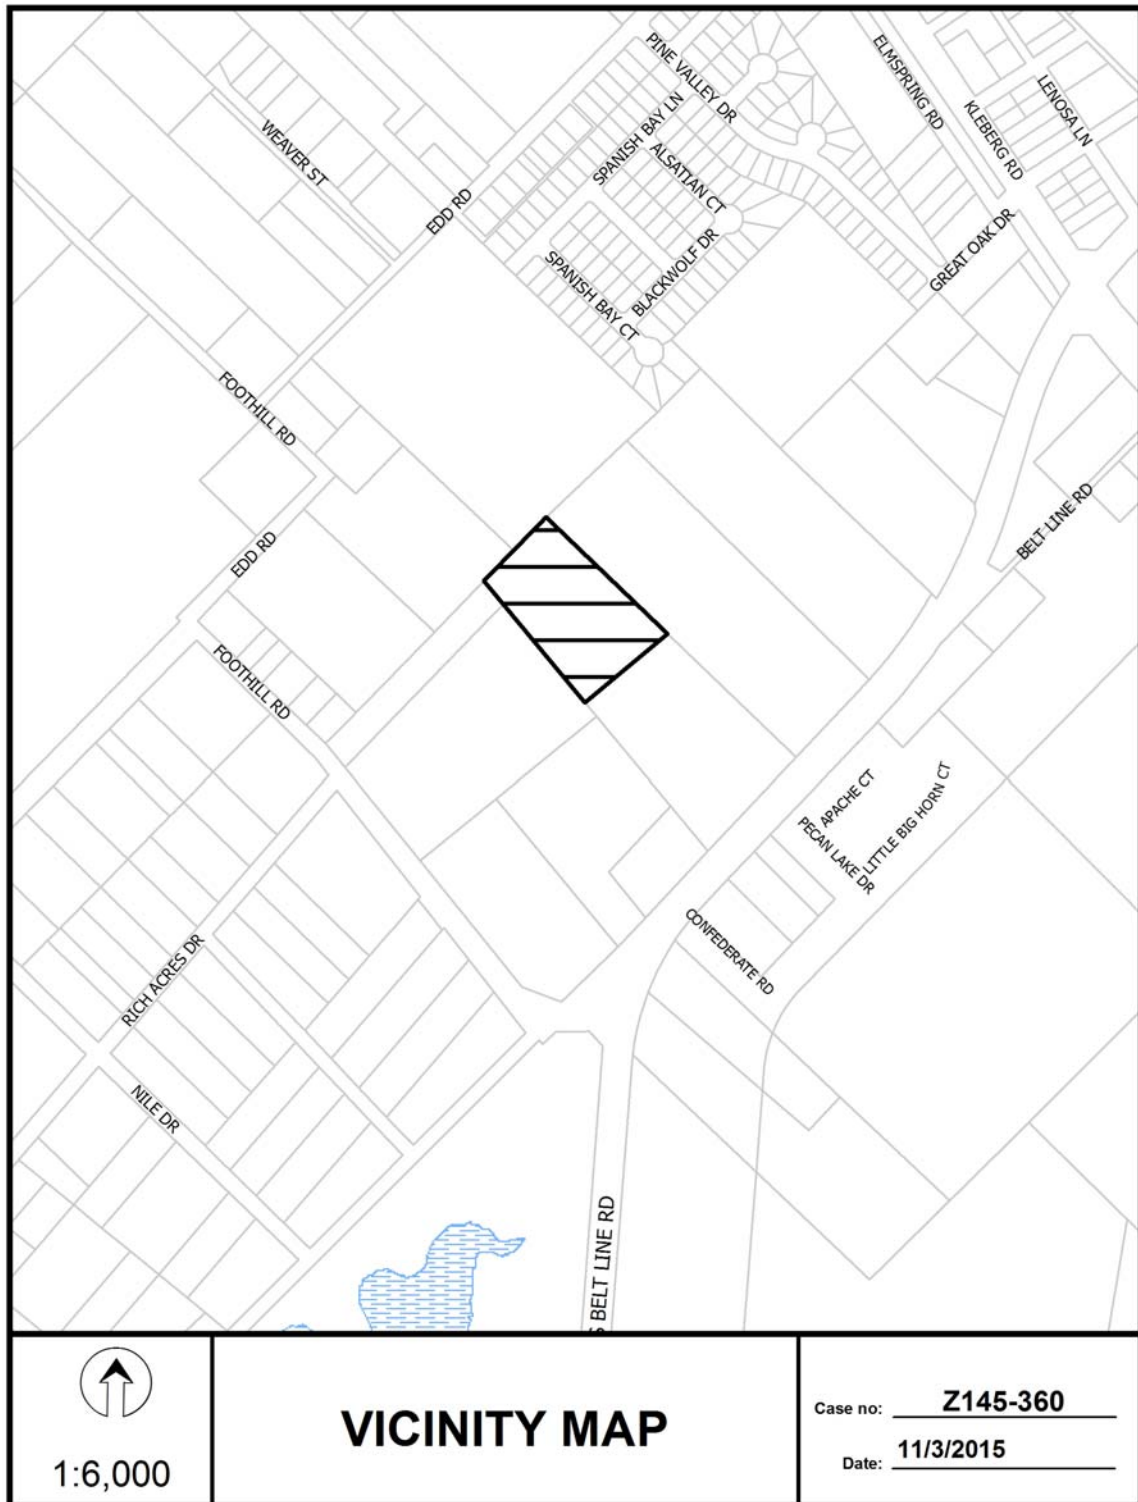 PINE VALLEY DR
ELMSPRING RD
KLEBERG RD
LENOSA LN
WEAVER ST
SPANISH BAY LN
ALSATIAN CT
EDD RD
GREAT OAK DR
BLACKWOLF DR
SPANISH BAY CT
FOOTHILL RD
BELT LINE RD
EDD RD
FOOTHILL RD
APACHE CT
LITTLE BIG HORN CT
PECAN LAKE DR
CONFEDERATE RD
RICH ACRES DR
NILE DR
S BELT LINE RD
1:6,000
VICINITY MAP
Case no: Z145-360
Date: 11/3/2015